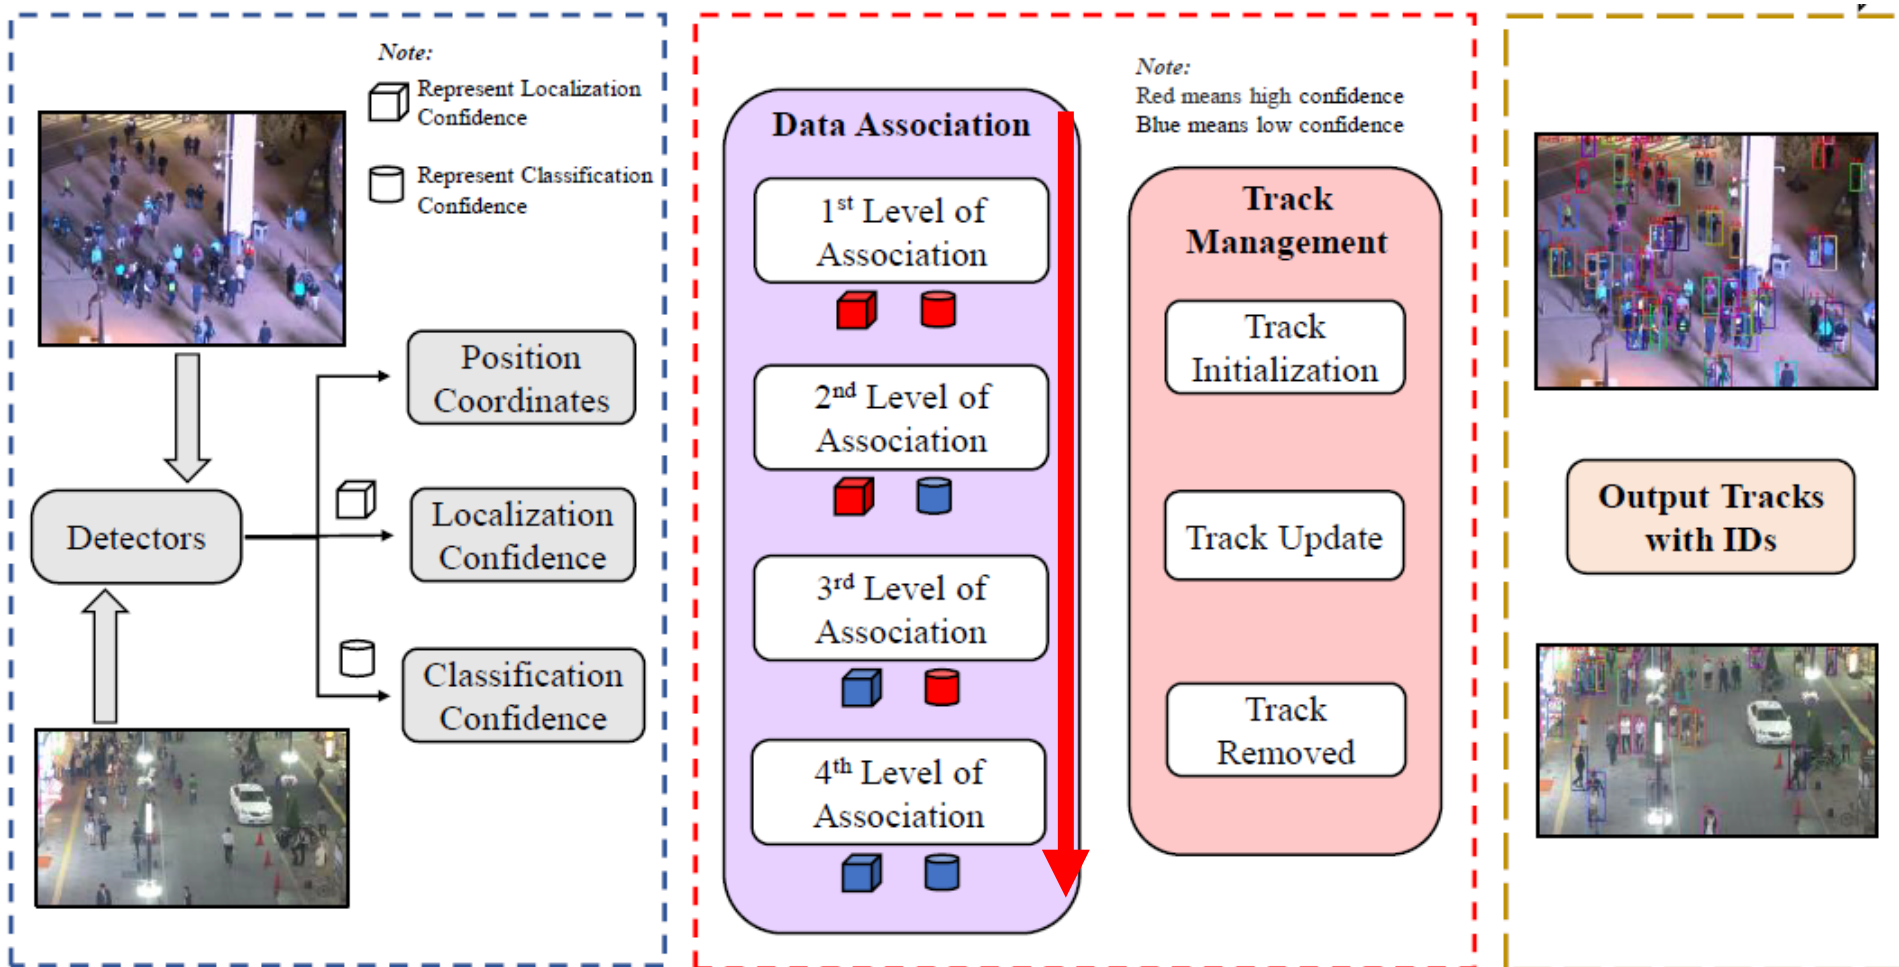 Note:
Represent Localization
Confidence
Represent Classification
Confidence
Position
Coordinates
Detectors
Localization
Confidence
Classification
Confidence
Data Association
1st Level of
Association
2nd Level of
Association
3rd Level of
Association
4th Level of
Association
Note:
Red means high confidence
Blue means low confidence
Track
Management
Track
Initialization
Track Update
Track
Removed
Output Tracks
with IDs